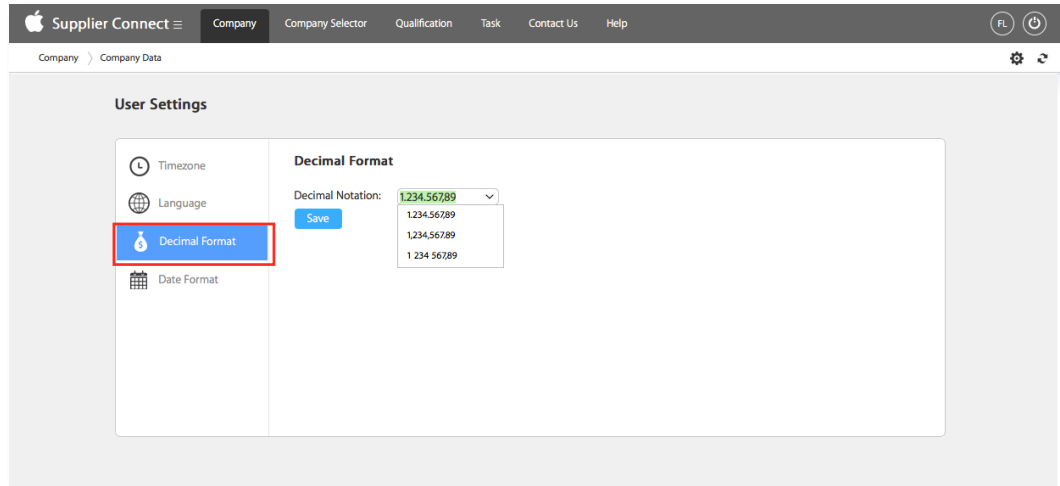 Supplier Connect Company Company Selector Qualification Task Contact Us Help FL
Company Company Data
User Settings
Timezone
Language
Decimal Format
Date Format
Decimal Format
Decimal Notation: 1.234.567,89
Save
1.234.567,89
1,234,567.89
1 234 567,89